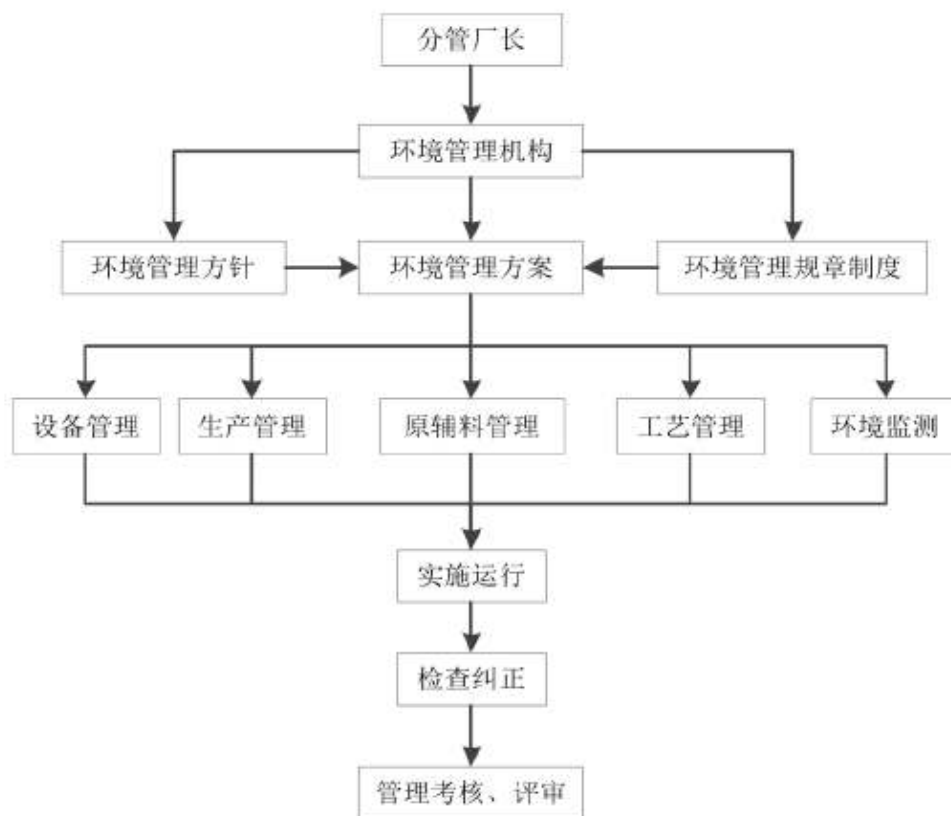 分管厂长
环境管理机构
环境管理方针
环境管理方案
环境管理规章制度
设备管理
生产管理
原辅料管理
工艺管理
环境监测
实施运行
检查纠正
管理考核、评审